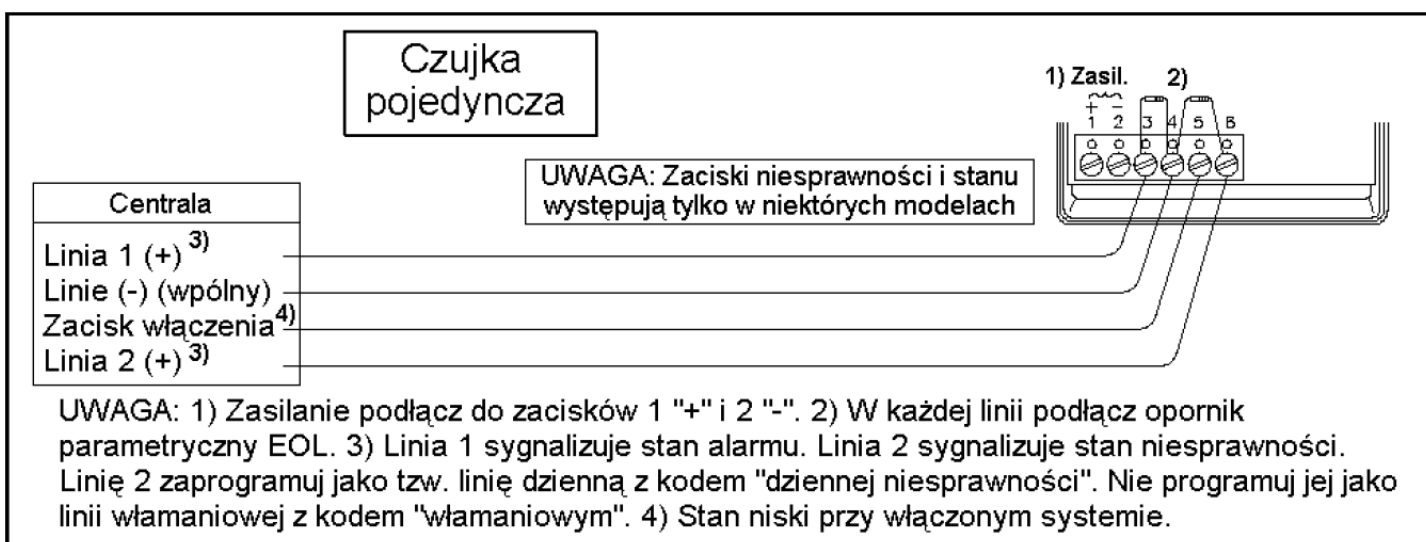 Czujka
pojedyncza
1) Zasil. 2)
+ −
1 2 3 4 5 6
UWAGA: Zaciski niesprawności i stanu
występują tylko w niektórych modelach
Centrala
Linia 1 (+) 3)
Linie (-) (wpólny)
Zacisk włączenia 4)
Linia 2 (+) 3)
UWAGA: 1) Zasilanie podłącz do zacisków 1 "+" i 2 "-". 2) W każdej linii podłącz opornik
parametryczny EOL. 3) Linia 1 sygnalizuje stan alarmu. Linia 2 sygnalizuje stan niesprawności.
Linię 2 zaprogramuj jako tzw. linię dzienną z kodem "dziennej niesprawności". Nie programuj jej jako
linii włamaniowej z kodem "włamaniowym". 4) Stan niski przy włączonym systemie.